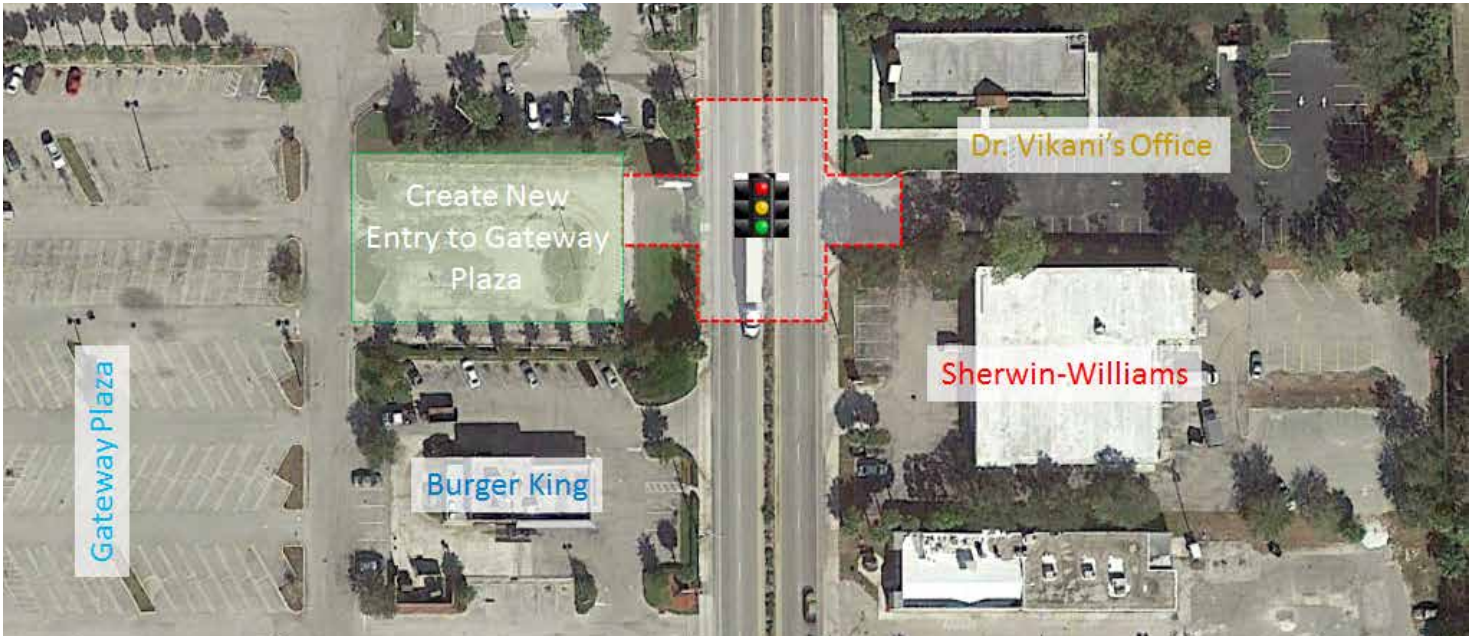 Dr. Vikani's Office
Create New
Entry to Gateway
Plaza
Sherwin-Williams
Gateway Plaza
Burger King